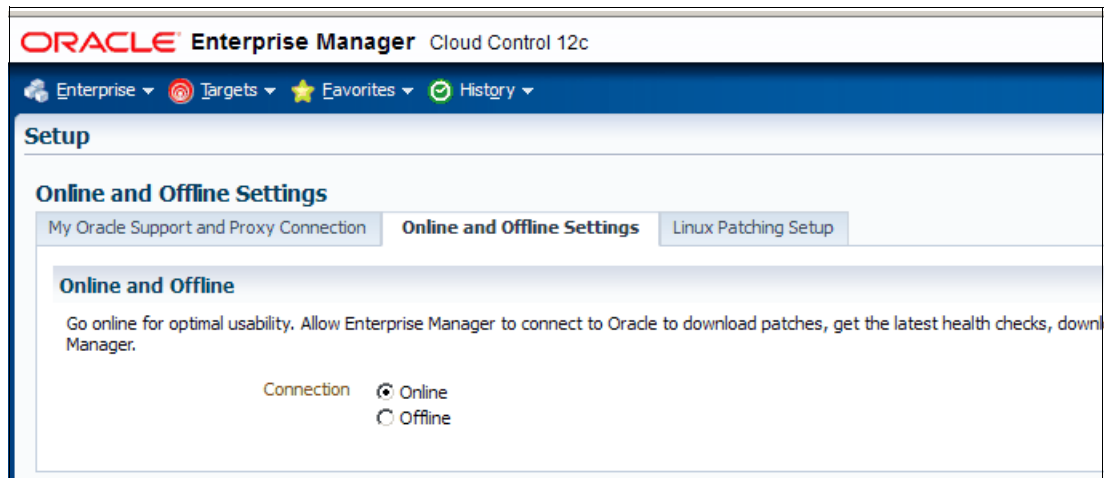 ORACLE Enterprise Manager Cloud Control 12c
Enterprise Targets Favorites History
Setup
Online and Offline Settings
My Oracle Support and Proxy Connection Online and Offline Settings Linux Patching Setup
Online and Offline
Go online for optimal usability. Allow Enterprise Manager to connect to Oracle to download patches, get the latest health checks,
Manager.
Connection Online
Offline